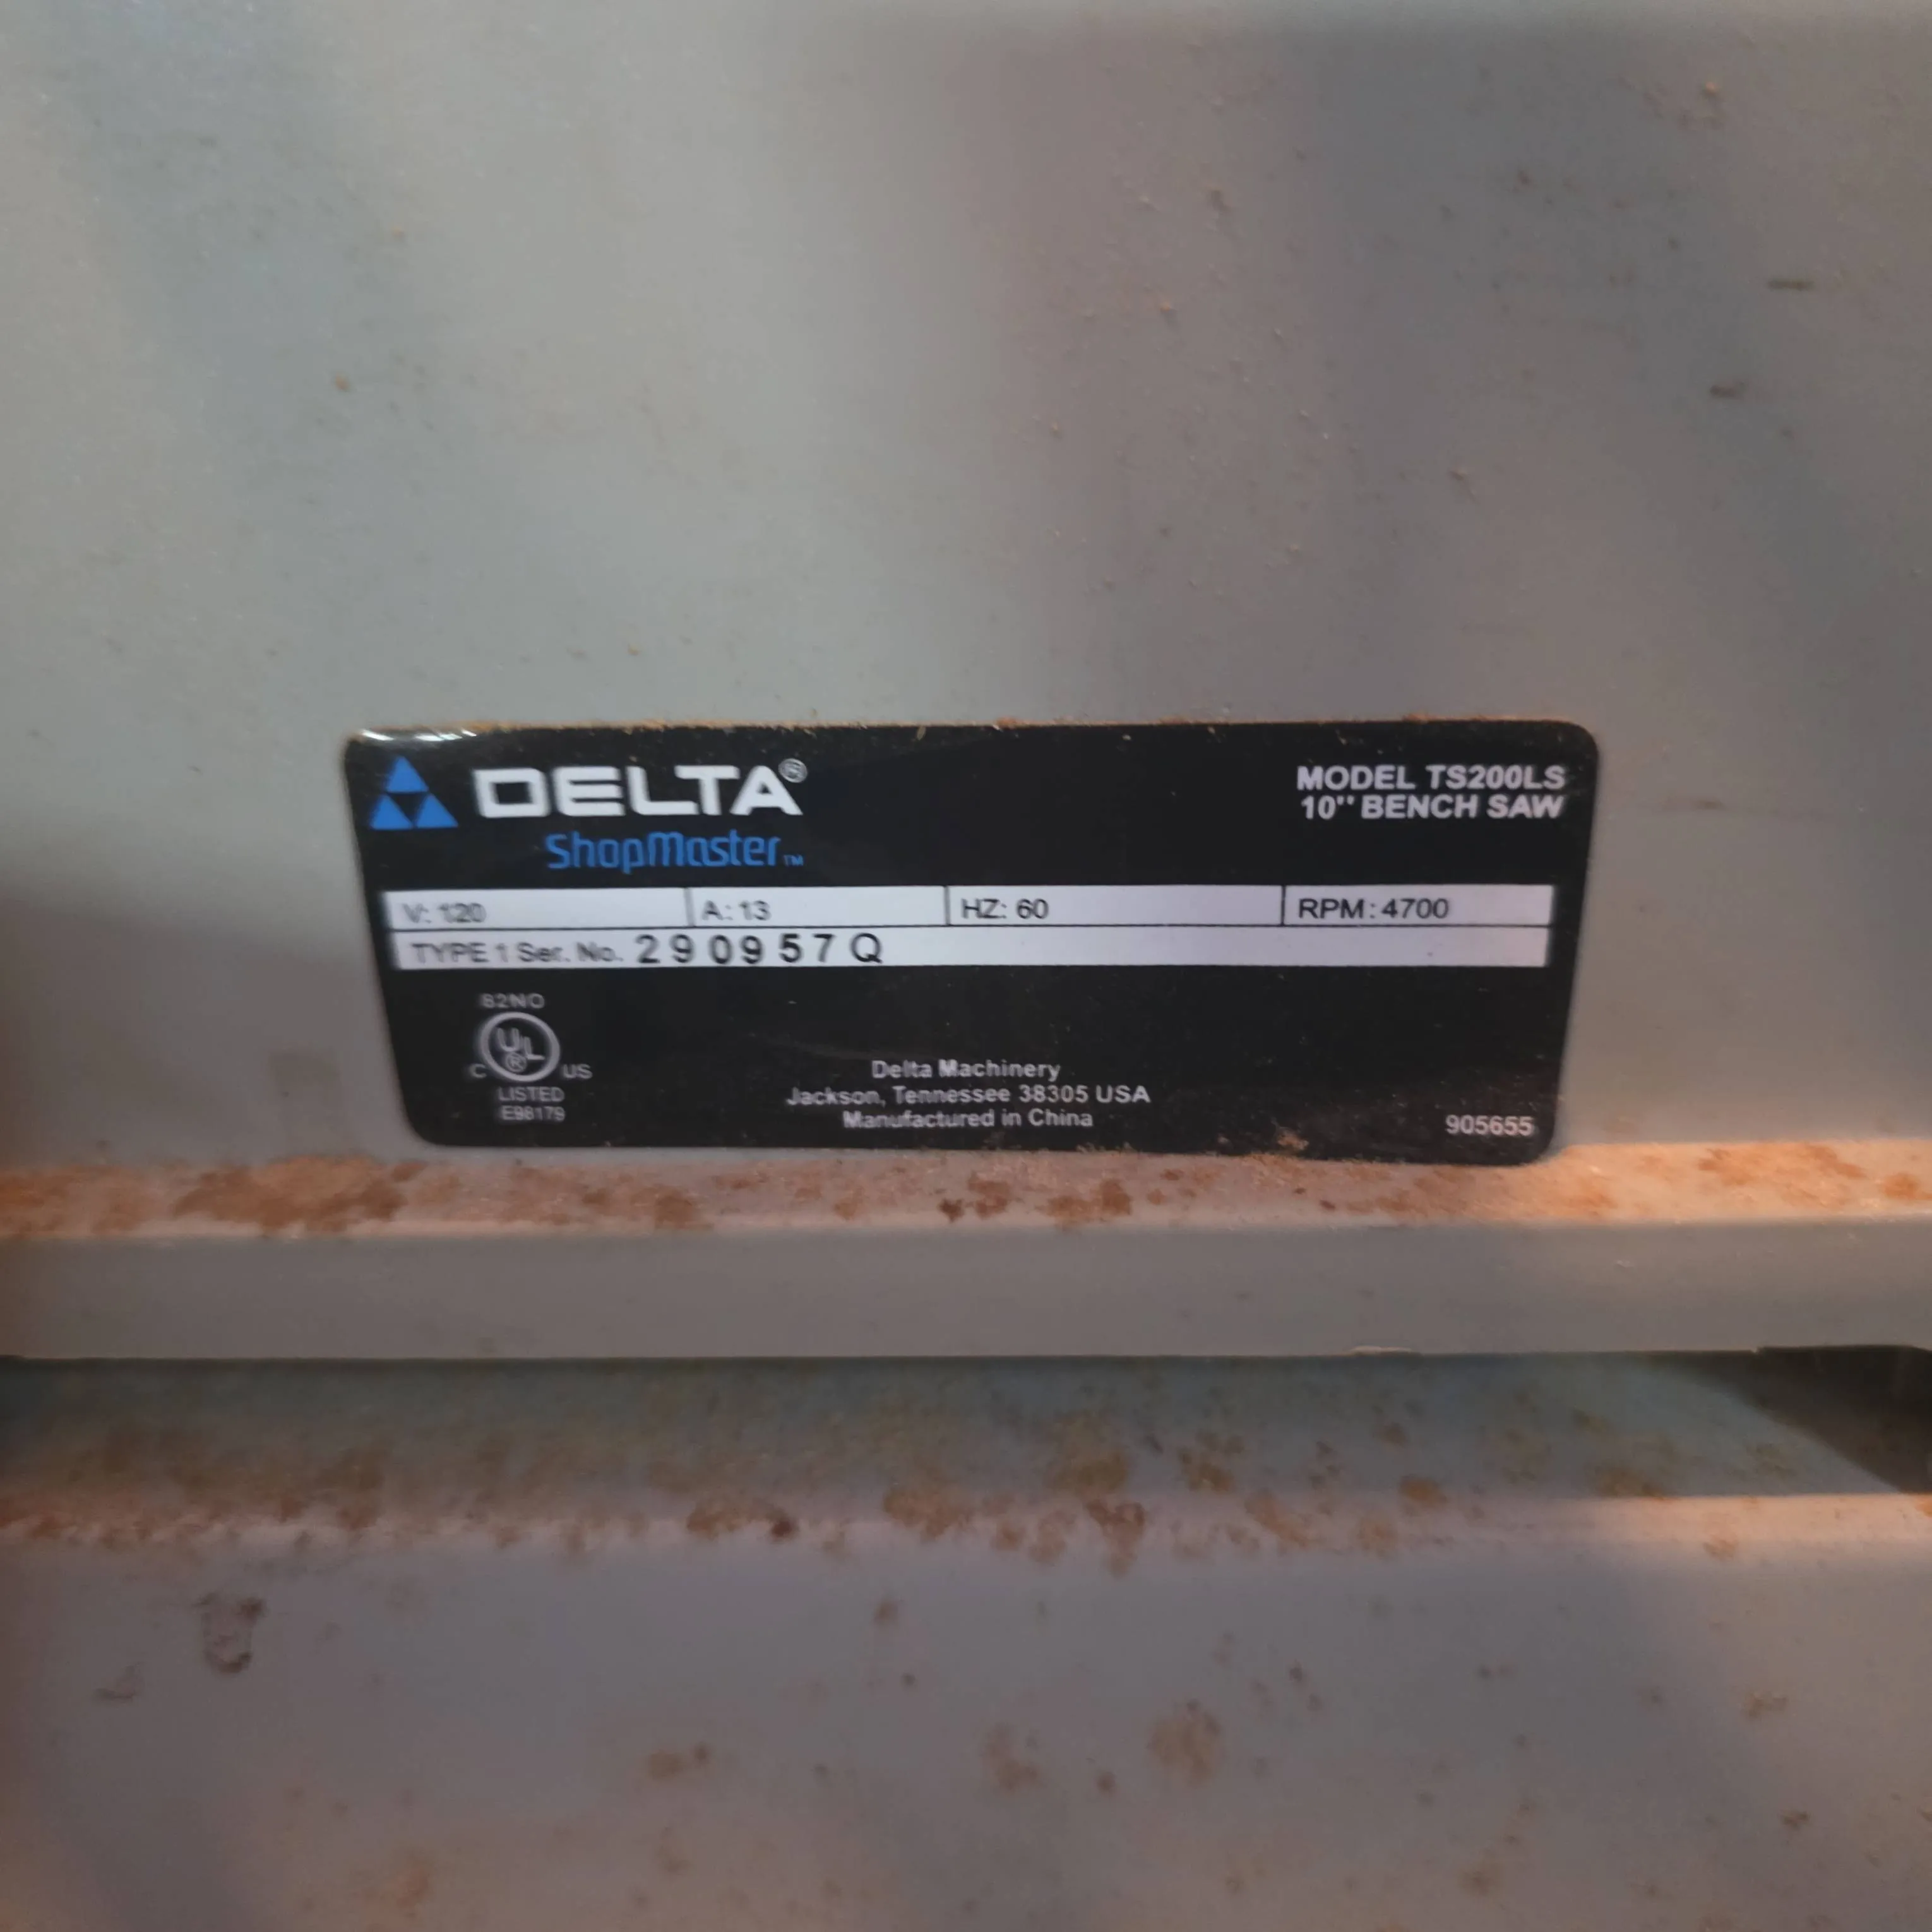 DELTA®
ShopMaster™
MODEL TS200LS
10" BENCH SAW
V: 120 A: 13 HZ: 60 RPM: 4700
TYPE 1 Ser. No. 290957Q
82NO
UL®
C US
LISTED
E98179
Delta Machinery
Jackson, Tennessee 38305 USA
Manufactured in China
905655